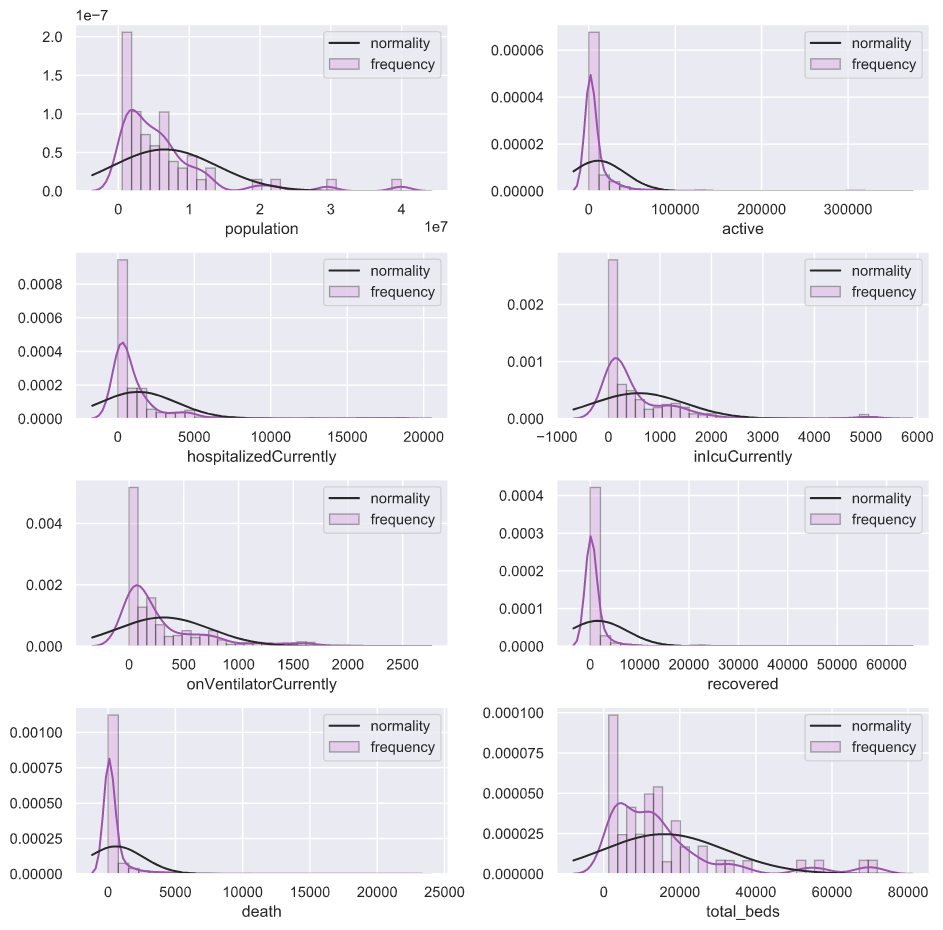 1e−7
normality
frequency
2.0
1.5
1.0
0.5
0.0
0 1 2 3 4
population
1e7
normality
frequency
0.00006
0.00004
0.00002
0.00000
0 100000 200000 300000
active
normality
frequency
0.0008
0.0006
0.0004
0.0002
0.0000
0 5000 10000 15000 20000
hospitalizedCurrently
normality
frequency
0.002
0.001
0.000
−1000 0 1000 2000 3000 4000 5000 6000
inIcuCurrently
normality
frequency
0.004
0.002
0.000
0 500 1000 1500 2000 2500
onVentilatorCurrently
normality
frequency
0.0004
0.0003
0.0002
0.0001
0.0000
0 10000 20000 30000 40000 50000 60000
recovered
normality
frequency
0.00100
0.00075
0.00050
0.00025
0.00000
0 5000 10000 15000 20000 25000
death
normality
frequency
0.000100
0.000075
0.000050
0.000025
0.000000
0 20000 40000 60000 80000
total_beds